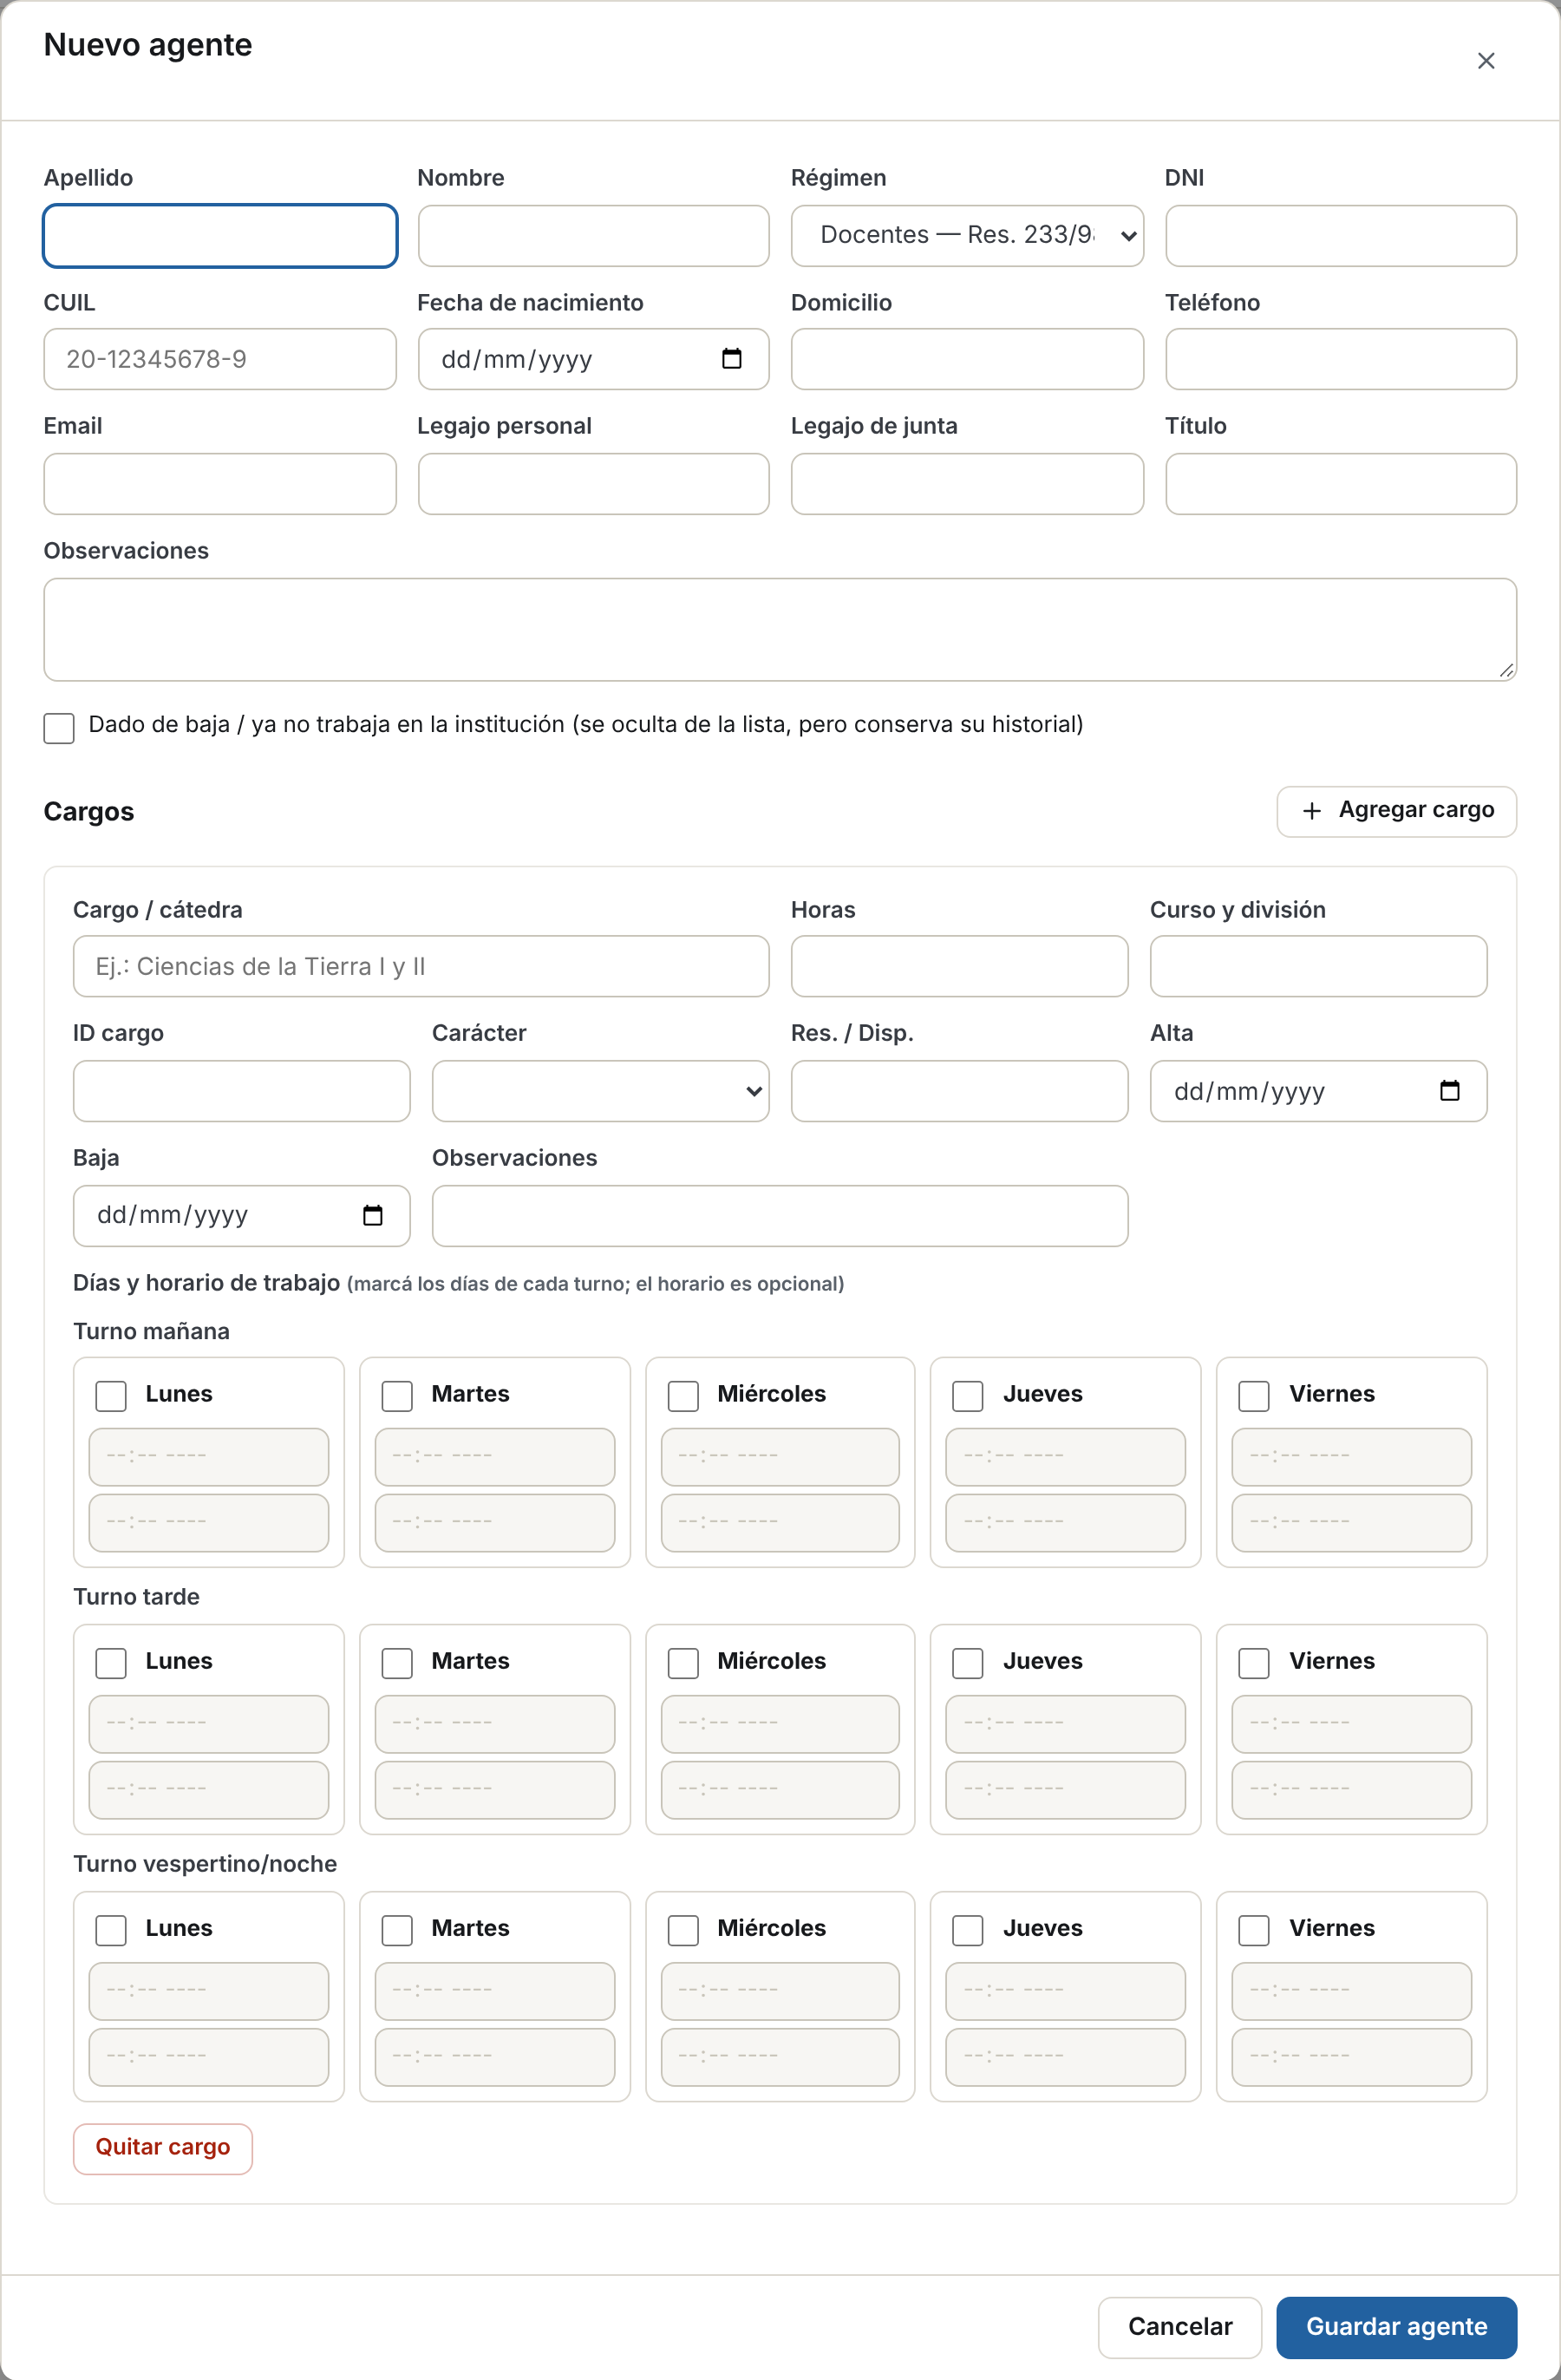 Nuevo agente
Apellido Nombre Régimen DNI
Docentes — Res. 233/9
CUIL Fecha de nacimiento Domicilio Teléfono
20-12345678-9 dd/mm/yyyy
Email Legajo personal Legajo de junta Título
Observaciones
Dado de baja / ya no trabaja en la institución (se oculta de la lista, pero conserva su historial)
Cargos + Agregar cargo
Cargo / cátedra Horas Curso y división
Ej.: Ciencias de la Tierra I y II
ID cargo Carácter Res. / Disp. Alta
dd/mm/yyyy
Baja Observaciones
dd/mm/yyyy
Días y horario de trabajo (marcá los días de cada turno; el horario es opcional)
Turno mañana
Lunes Martes Miércoles Jueves Viernes
--:-- ---- --:-- ---- --:-- ---- --:-- ---- --:-- ----
--:-- ---- --:-- ---- --:-- ---- --:-- ---- --:-- ----
Turno tarde
Lunes Martes Miércoles Jueves Viernes
--:-- ---- --:-- ---- --:-- ---- --:-- ---- --:-- ----
--:-- ---- --:-- ---- --:-- ---- --:-- ---- --:-- ----
Turno vespertino/noche
Lunes Martes Miércoles Jueves Viernes
--:-- ---- --:-- ---- --:-- ---- --:-- ---- --:-- ----
--:-- ---- --:-- ---- --:-- ---- --:-- ---- --:-- ----
Quitar cargo
Cancelar Guardar agente